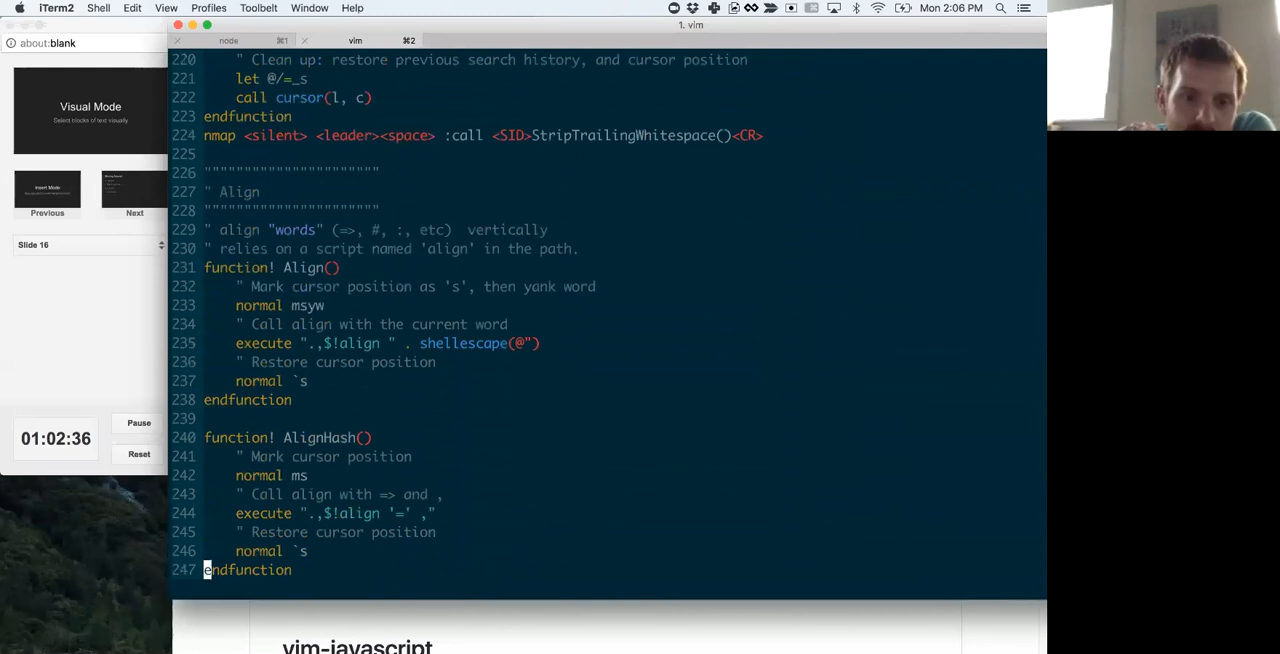 iTerm2 Shell Edit View Profiles Toolbelt Window Help
Mon 2:06 PM
1. vim
about:blank
node ⌘1 vim ⌘2
Visual Mode
Select blocks of text visually
Insert Mode
Previous Next
Slide 16
01:02:36
Pause
Reset
220 " Clean up: restore previous search history, and cursor position
221 let @/=_s
222 call cursor(l, c)
223 endfunction
224 nmap <silent> <leader><space> :call <SID>StripTrailingWhitespace()<CR>
225
226 """"""""""""""""""""""
227 " Align
228 """"""""""""""""""""""
229 " align "words" (=>, #, :, etc)  vertically
230 " relies on a script named 'align' in the path.
231 function! Align()
232 " Mark cursor position as 's', then yank word
233 normal msyw
234 " Call align with the current word
235 execute ".,$!align " . shellescape(@")
236 " Restore cursor position
237 normal `s
238 endfunction
239
240 function! AlignHash()
241 " Mark cursor position
242 normal ms
243 " Call align with => and ,
244 execute ".,$!align '=' ,"
245 " Restore cursor position
246 normal `s
247 endfunction
vim-javascript